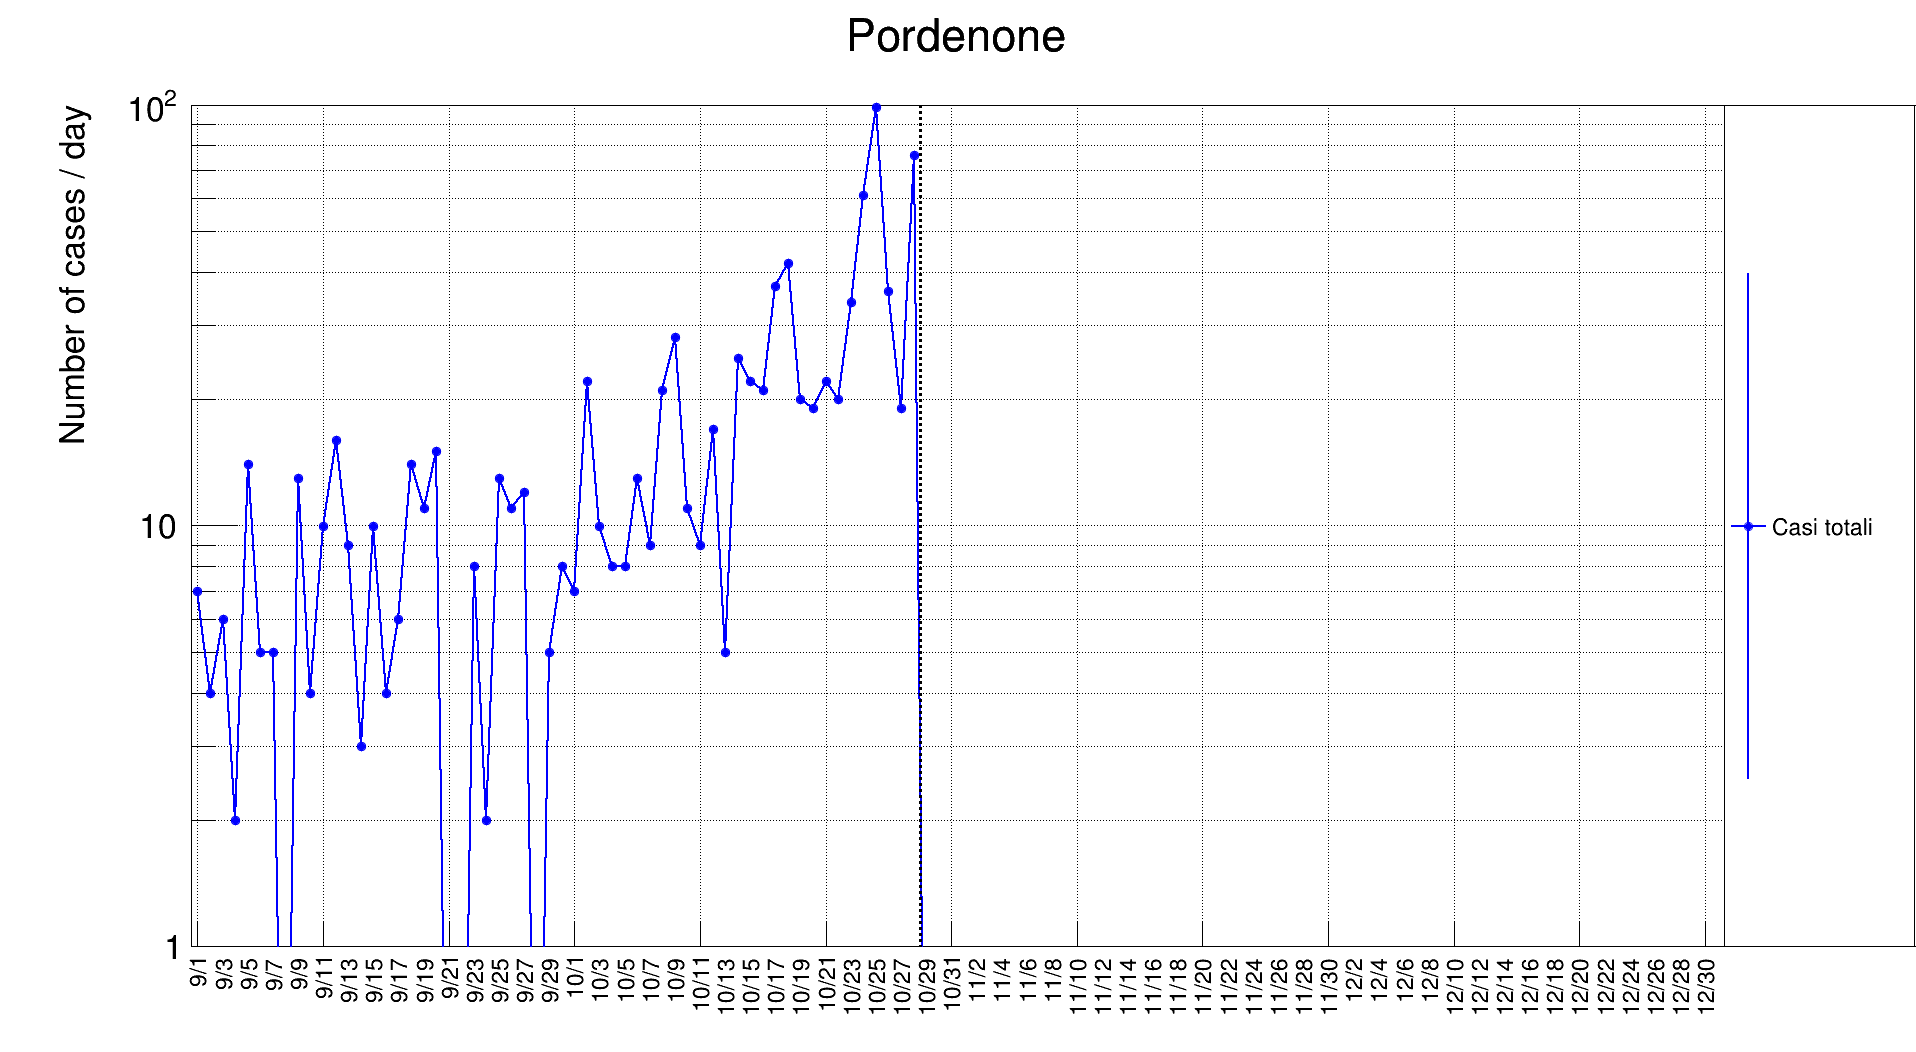 Pordenone
Number of cases / day
10²
10
1
9/1 9/3 9/5 9/7 9/9 9/11 9/13 9/15 9/17 9/19 9/21 9/23 9/25 9/27 9/29 10/1 10/3 10/5 10/7 10/9 10/11 10/13 10/15 10/17 10/19 10/21 10/23 10/25 10/27 10/29 10/31 11/2 11/4 11/6 11/8 11/10 11/12 11/14 11/16 11/18 11/20 11/22 11/24 11/26 11/28 11/30 12/2 12/4 12/6 12/8 12/10 12/12 12/14 12/16 12/18 12/20 12/22 12/24 12/26 12/28 12/30
Casi totali